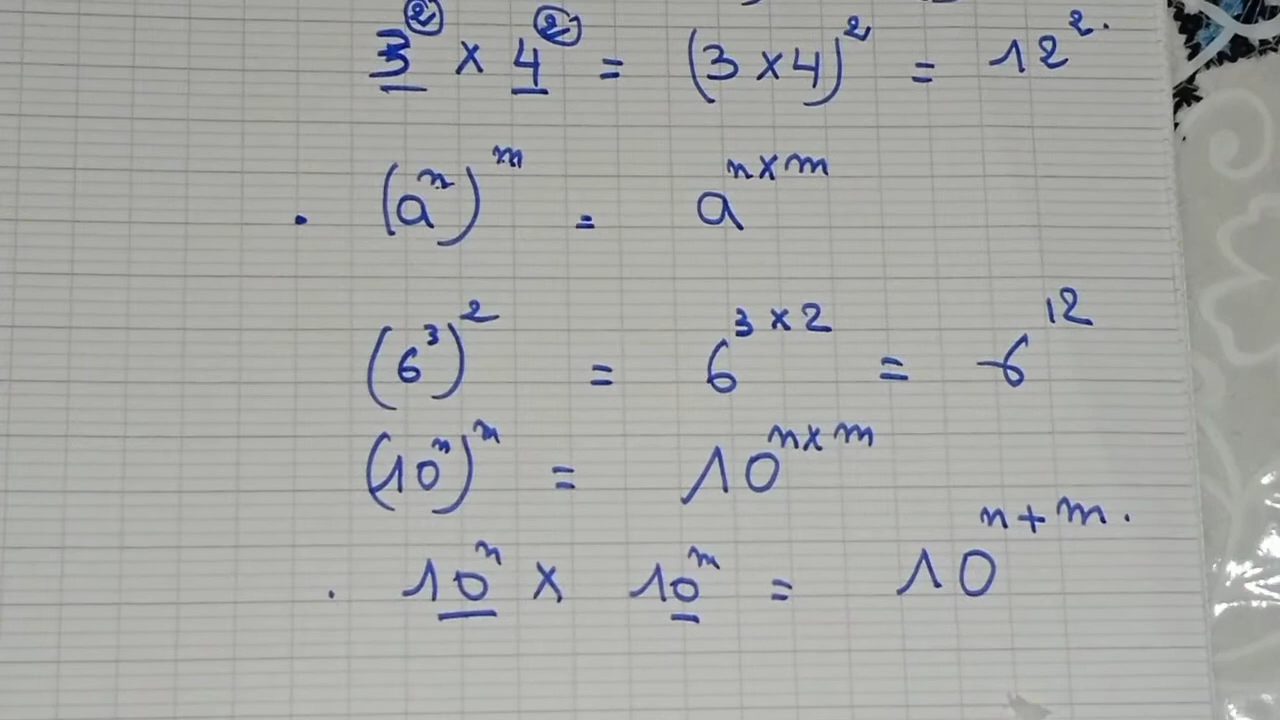 3² × 4² = (3 × 4)² = 12².
. (aⁿ)ᵐ = aⁿˣᵐ
(6³)² = 6³ˣ² = 6¹²
(10ⁿ)ⁿ = 10ⁿˣᵐ
. 10ⁿ × 10ᵐ = 10ⁿ⁺ᵐ.